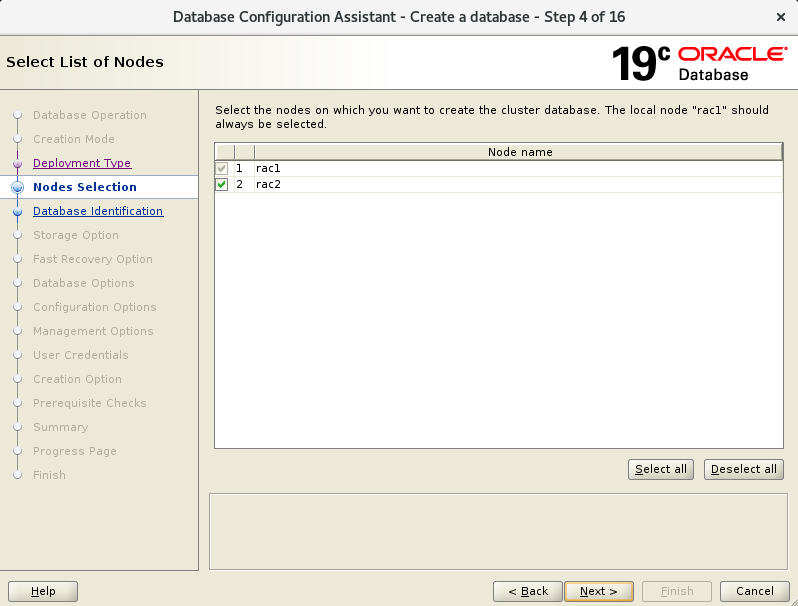 Database Configuration Assistant - Create a database - Step 4 of 16
Select List of Nodes
19c ORACLE
Database
Database Operation
Creation Mode
Deployment Type
Nodes Selection
Database Identification
Storage Option
Fast Recovery Option
Database Options
Configuration Options
Management Options
User Credentials
Creation Option
Prerequisite Checks
Summary
Progress Page
Finish
Select the nodes on which you want to create the cluster database. The local node "rac1" should
always be selected.
Node name
1 rac1
2 rac2
Select all Deselect all
Help < Back Next > Finish Cancel